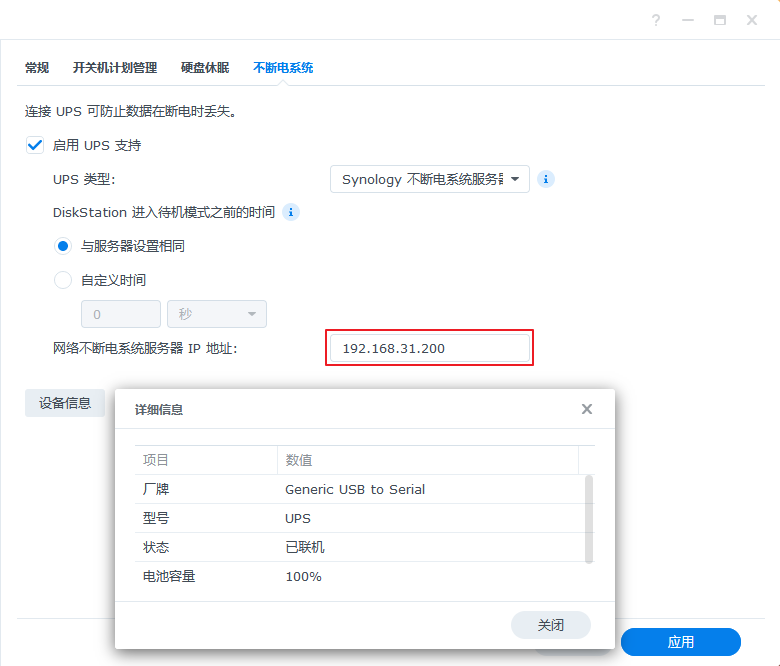 常规 开关机计划管理 硬盘休眠 不断电系统
连接 UPS 可防止数据在断电时丢失。
启用 UPS 支持
UPS 类型: Synology 不断电系统服务
DiskStation 进入待机模式之前的时间
与服务器设置相同
自定义时间
0 秒
网络不断电系统服务器 IP 地址: 192.168.31.200
设备信息
详细信息
项目 数值
厂牌 Generic USB to Serial
型号 UPS
状态 已联机
电池容量 100%
关闭
应用